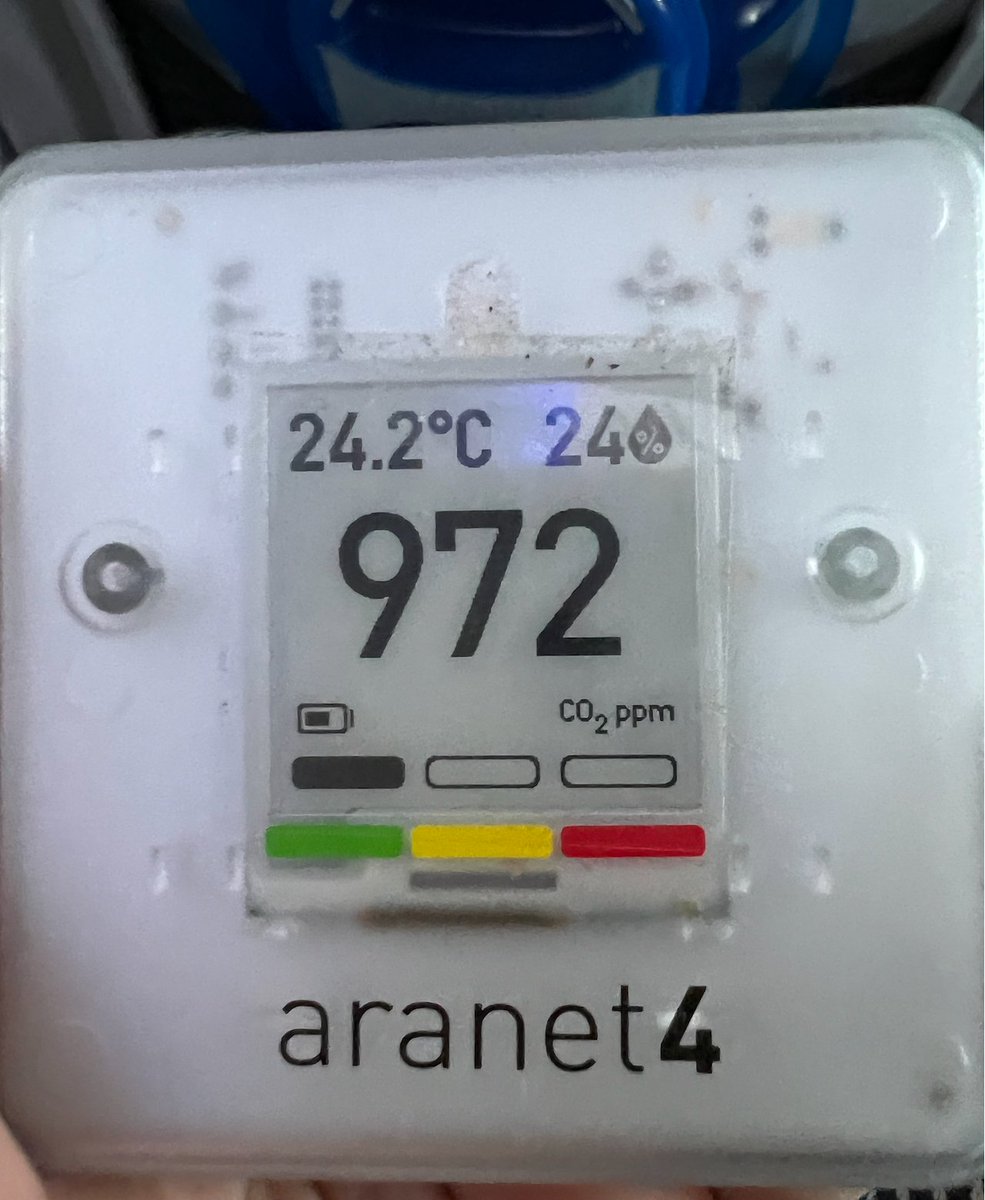 24.2°C 24%
972
CO₂ ppm
aranet4